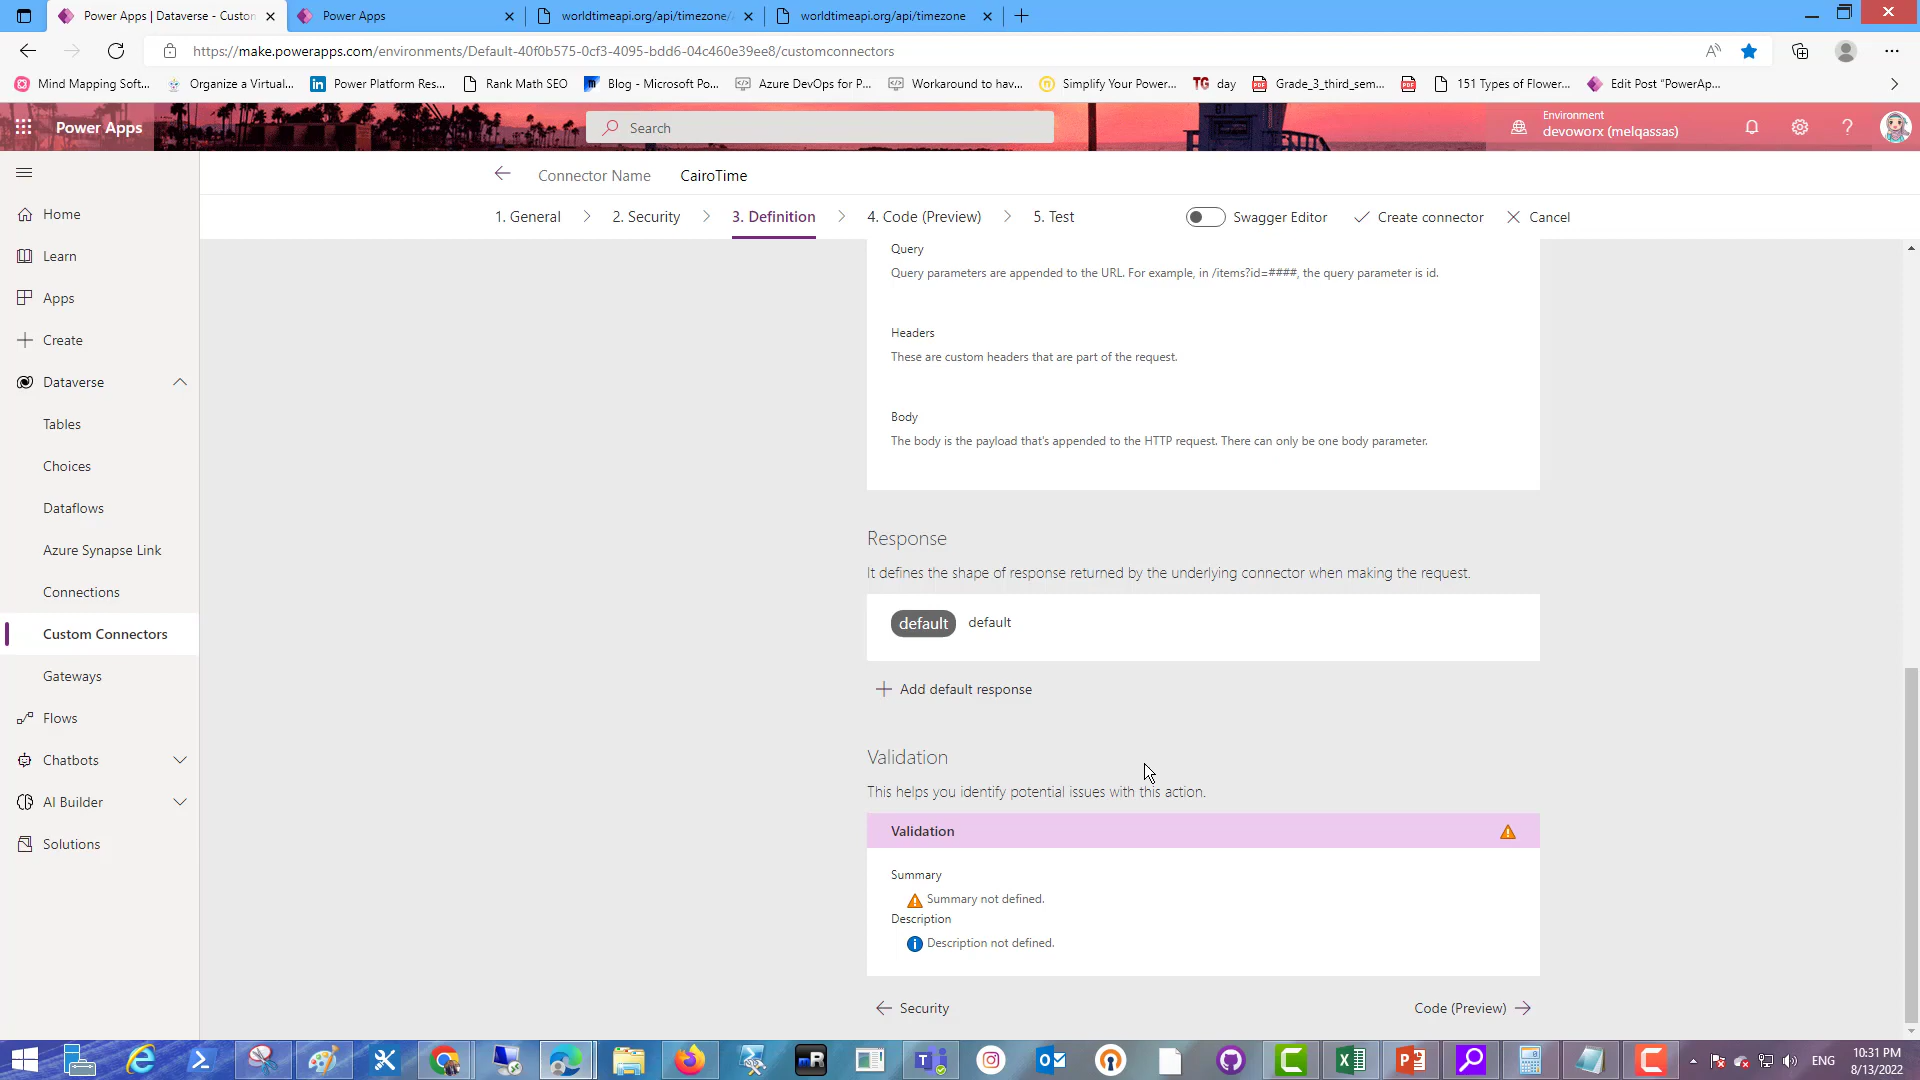 Power Apps | Dataverse - Custon
Power Apps
worldtimeapi.org/api/timezone/
worldtimeapi.org/api/timezone
https://make.powerapps.com/environments/Default-40f0b575-0cf3-4095-bdd6-04c460e39ee8/customconnectors
Mind Mapping Soft...
Organize a Virtual...
Power Platform Res...
Rank Math SEO
Blog - Microsoft Po...
Azure DevOps for P...
Workaround to hav...
Simplify Your Power...
TG day
Grade_3_third_sem...
151 Types of Flower...
Edit Post "PowerAp...
Power Apps
Search
Environment
devoworx (melqassas)
Connector Name
CairoTime
1. General
2. Security
3. Definition
4. Code (Preview)
5. Test
Swagger Editor
Create connector
Cancel
Home
Learn
Apps
Create
Dataverse
Tables
Choices
Dataflows
Azure Synapse Link
Connections
Custom Connectors
Gateways
Flows
Chatbots
AI Builder
Solutions
Query
Query parameters are appended to the URL. For example, in /items?id=####, the query parameter is id.
Headers
These are custom headers that are part of the request.
Body
The body is the payload that's appended to the HTTP request. There can only be one body parameter.
Response
It defines the shape of response returned by the underlying connector when making the request.
default default
Add default response
Validation
This helps you identify potential issues with this action.
Validation
Summary
Summary not defined.
Description
Description not defined.
Security
Code (Preview)
ENG
10:31 PM
8/13/2022